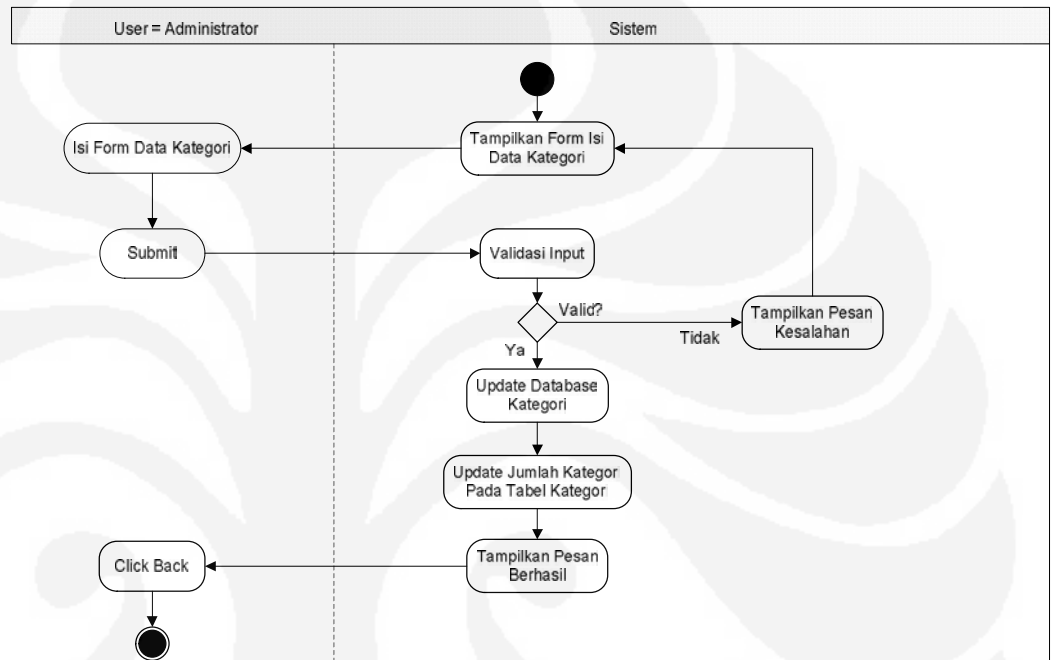 User = Administrator
Sistem
Tampilkan Form Isi
Data Kategori
Isi Form Data Kategori
Submit
Validasi Input
Valid?
Tidak
Tampilkan Pesan
Kesalahan
Ya
Update Database
Kategori
Update Jumlah Kategor
Pada Tabel Kategor
Tampilkan Pesan
Berhasil
Click Back